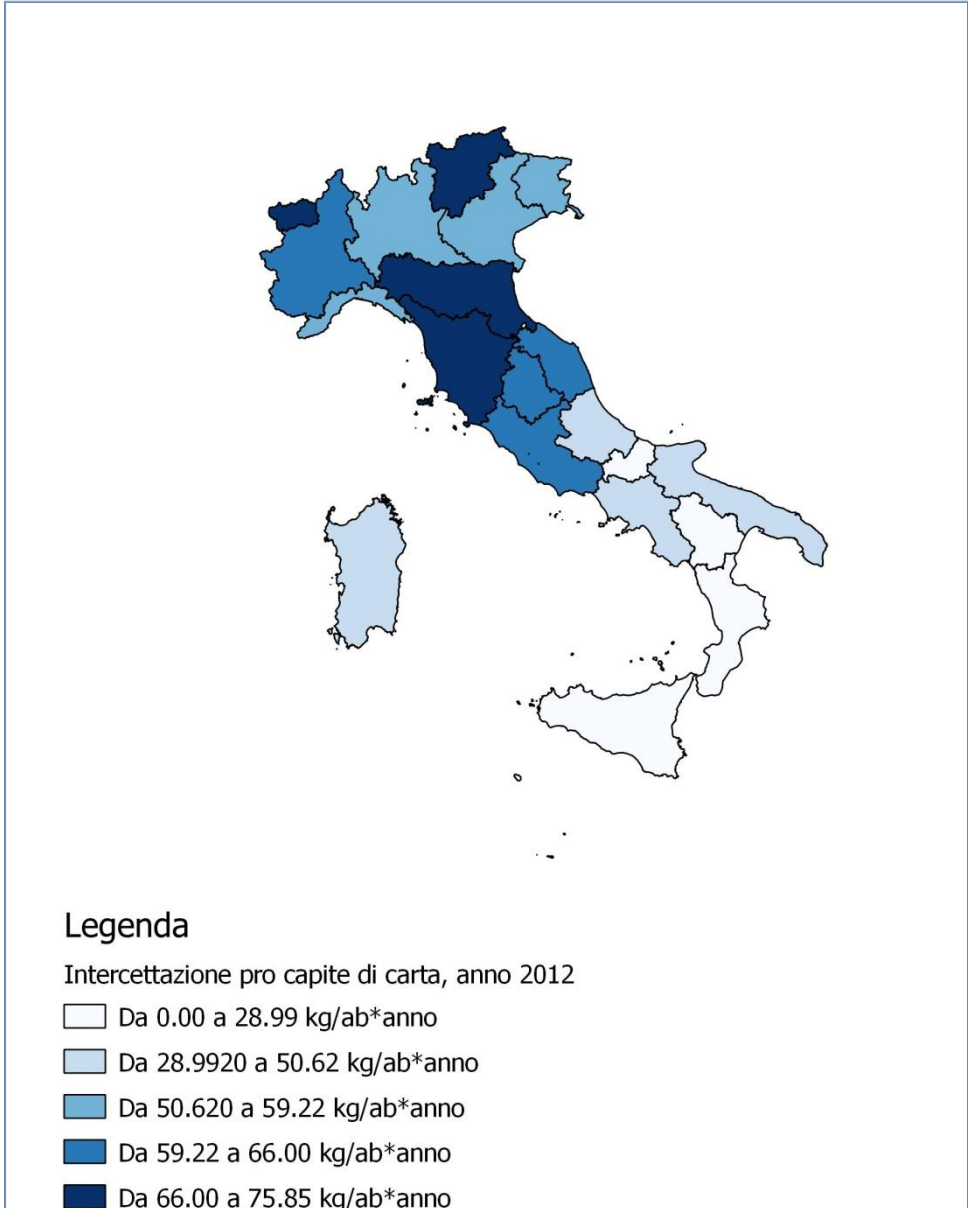 Legenda
Intercettazione pro capite di carta, anno 2012
Da 0.00 a 28.99 kg/ab*anno
Da 28.9920 a 50.62 kg/ab*anno
Da 50.620 a 59.22 kg/ab*anno
Da 59.22 a 66.00 kg/ab*anno
Da 66.00 a 75.85 kg/ab*anno